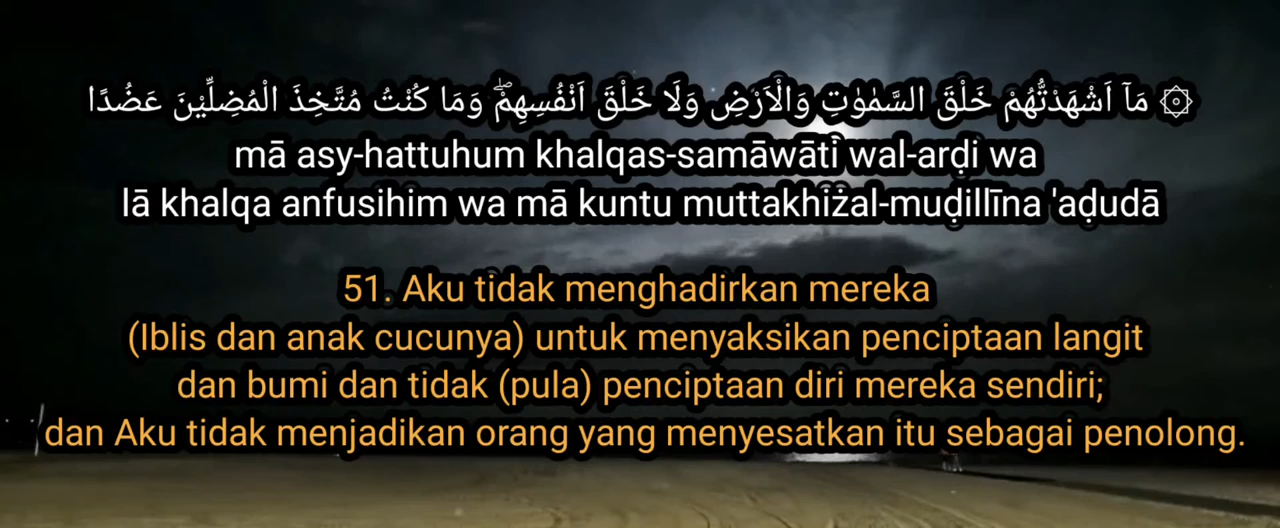 ۞ مَآ اَشْهَدْتُّهُمْ خَلْقَ السَّمٰوٰتِ وَالْاَرْضِ وَلَا خَلْقَ اَنْفُسِهِمْۖ وَمَا كُنْتُ مُتَّخِذَ الْمُضِلِّيْنَ عَضُدًا
mā asy-hattuhum khalqas-samāwāti wal-arḍi wa
lā khalqa anfusihim wa mā kuntu muttakhiżal-muḍillīna 'aḍudā
51. Aku tidak menghadirkan mereka
(Iblis dan anak cucunya) untuk menyaksikan penciptaan langit
dan bumi dan tidak (pula) penciptaan diri mereka sendiri;
dan Aku tidak menjadikan orang yang menyesatkan itu sebagai penolong.